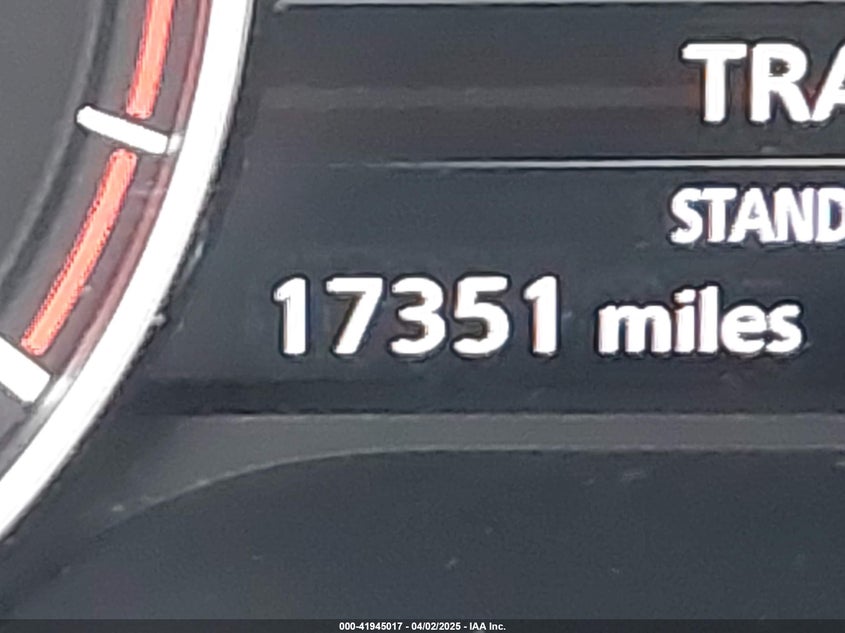 TRA
STAND
17351 miles
000-41945017 - 04/02/2025 - IAA Inc.